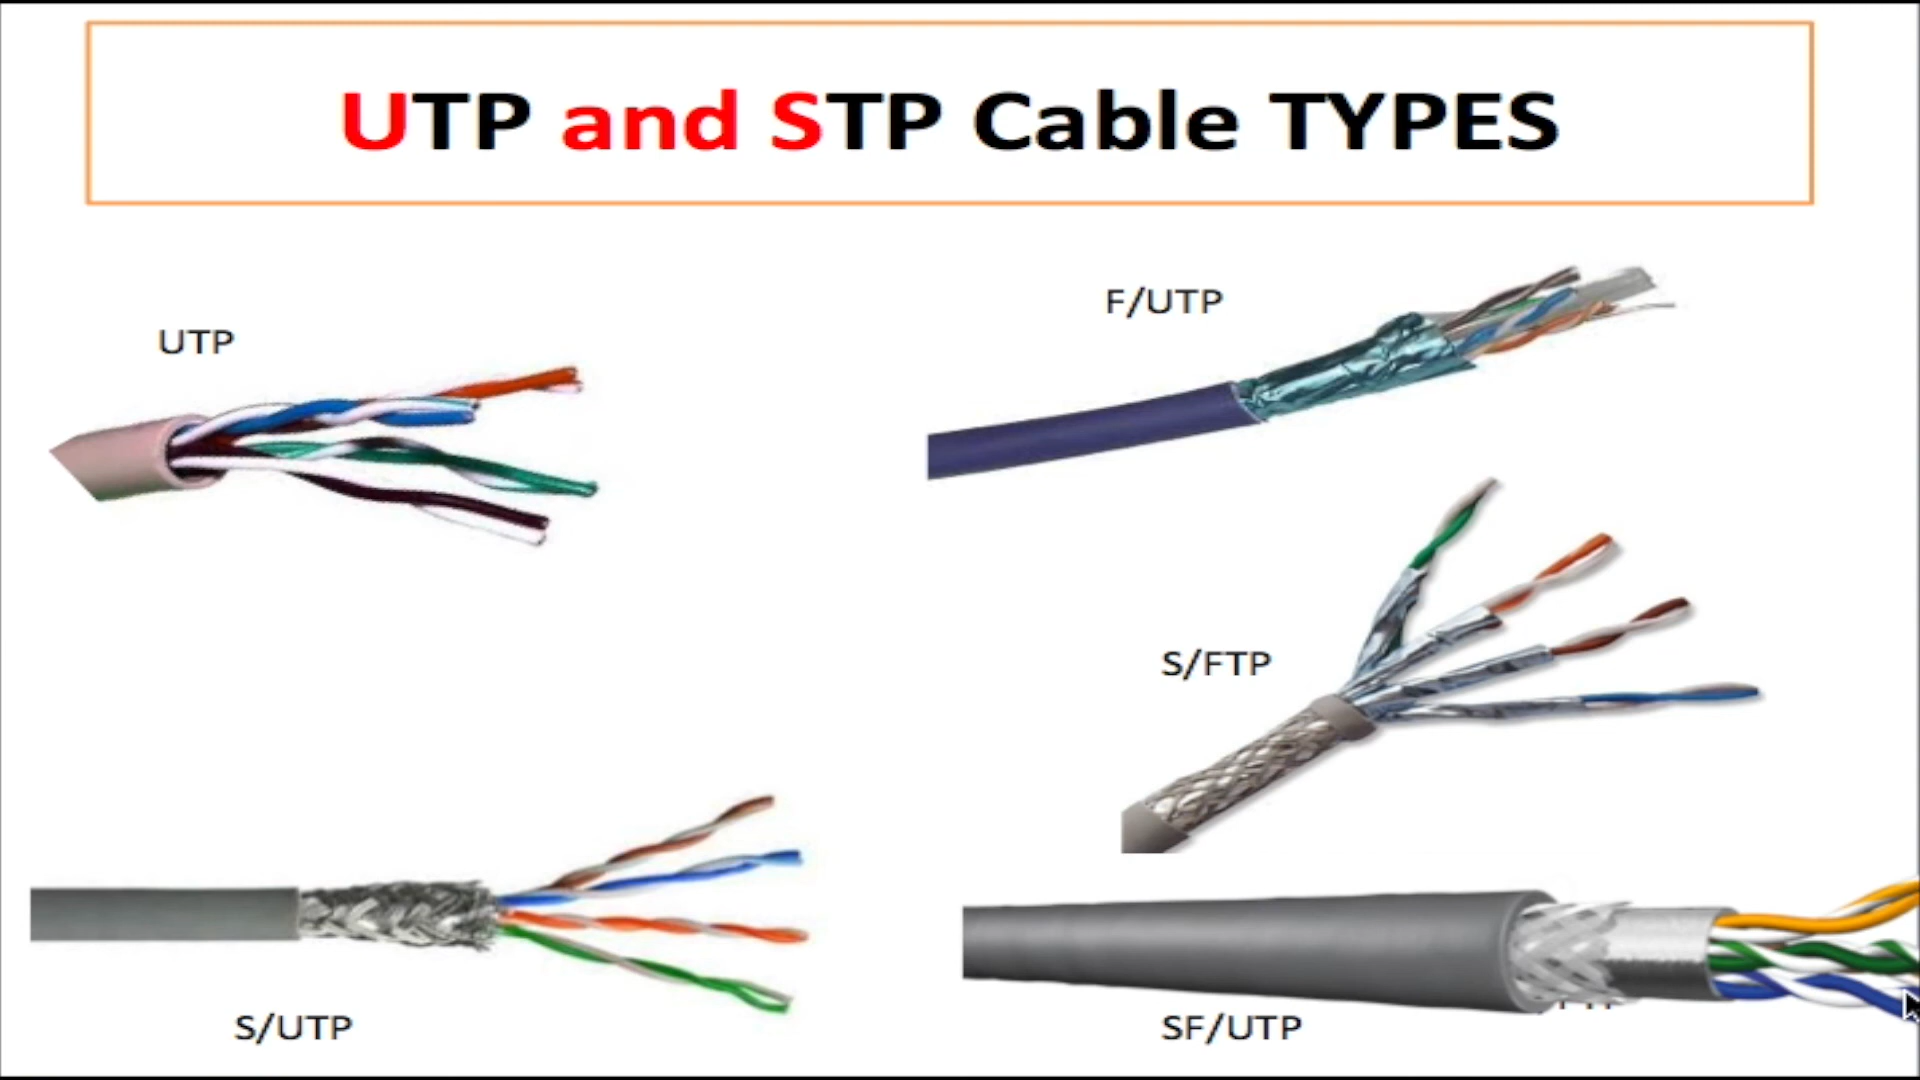 UTP and STP Cable TYPES
F/UTP
UTP
S/FTP
S/UTP
SF/UTP